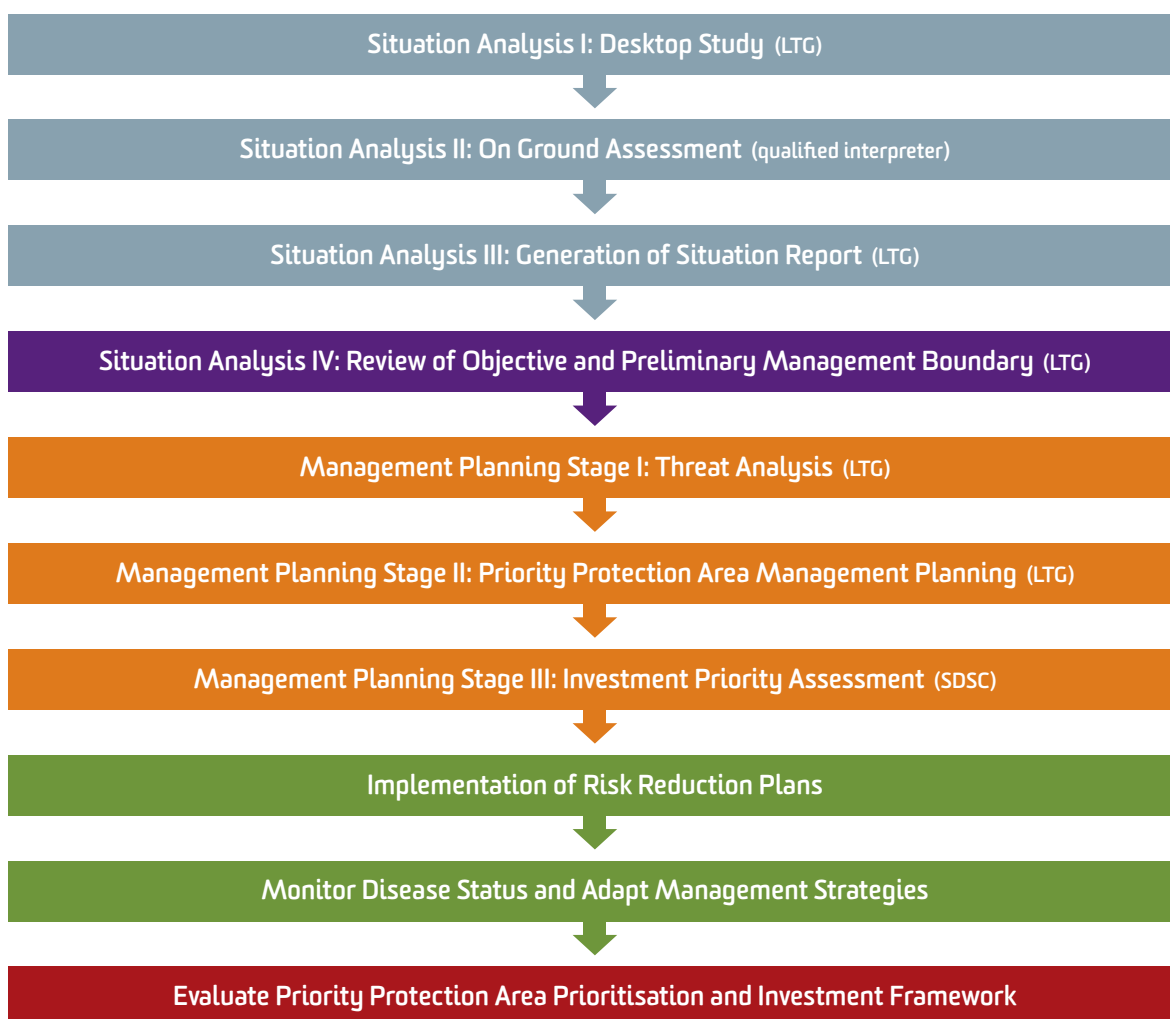 Situation Analysis I: Desktop Study (LTG)
Situation Analysis II: On Ground Assessment (qualified interpreter)
Situation Analysis III: Generation of Situation Report (LTG)
Situation Analysis IV: Review of Objective and Preliminary Management Boundary (LTG)
Management Planning Stage I: Threat Analysis (LTG)
Management Planning Stage II: Priority Protection Area Management Planning (LTG)
Management Planning Stage III: Investment Priority Assessment (SDSC)
Implementation of Risk Reduction Plans
Monitor Disease Status and Adapt Management Strategies
Evaluate Priority Protection Area Prioritisation and Investment Framework